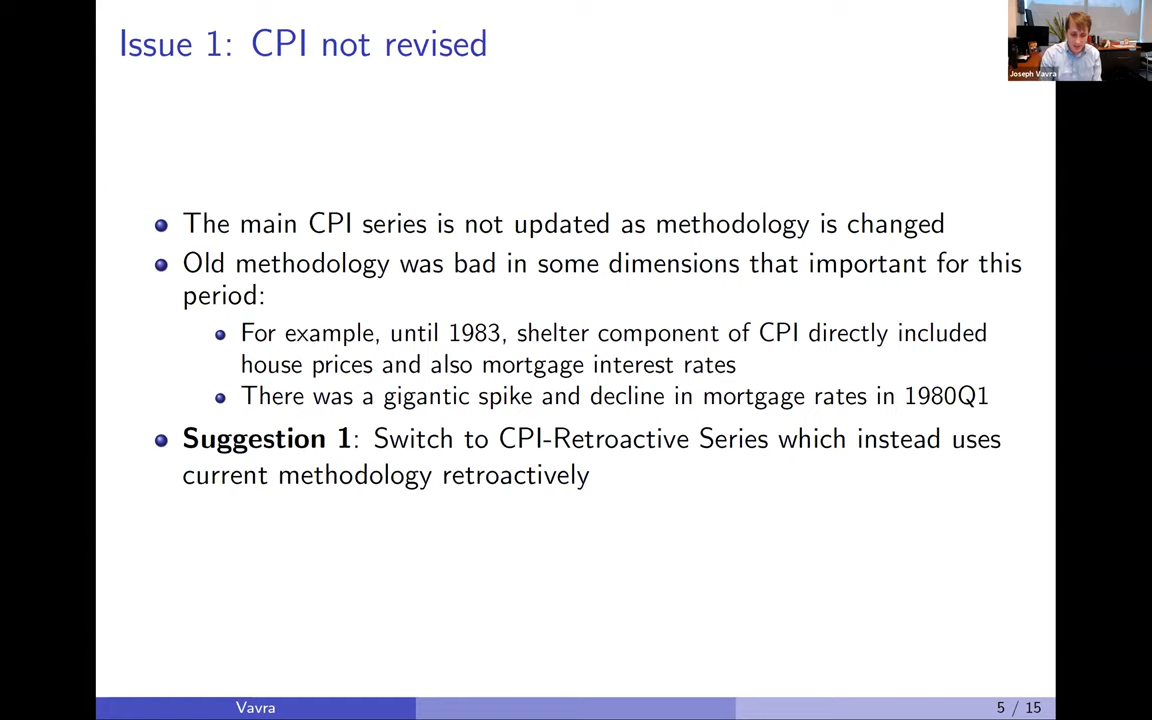 Issue 1: CPI not revised
Joseph Vavra
The main CPI series is not updated as methodology is changed
Old methodology was bad in some dimensions that important for this
period:
For example, until 1983, shelter component of CPI directly included
house prices and also mortgage interest rates
There was a gigantic spike and decline in mortgage rates in 1980Q1
Suggestion 1: Switch to CPI-Retroactive Series which instead uses
current methodology retroactively
Vavra
5 / 15